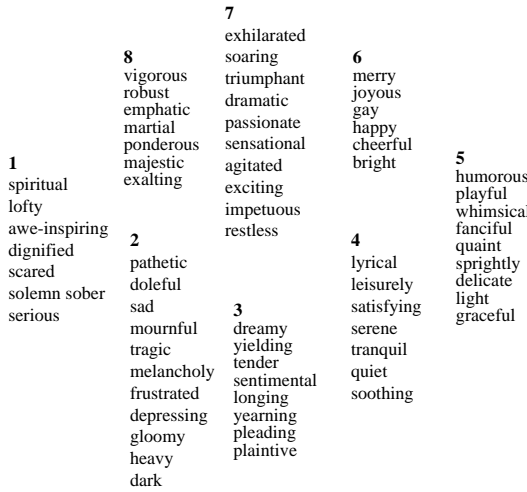 7
exhilarated
soaring
triumphant
dramatic
passionate
sensational
agitated
exciting
impetuous
restless
8
vigorous
robust
emphatic
martial
ponderous
majestic
exalting
6
merry
joyous
gay
happy
cheerful
bright
1
spiritual
lofty
awe-inspiring
dignified
scared
solemn sober
serious
5
humorous
playful
whimsical
fanciful
quaint
sprightly
delicate
light
graceful
2
pathetic
doleful
sad
mournful
tragic
melancholy
frustrated
depressing
gloomy
heavy
dark
4
lyrical
leisurely
satisfying
serene
tranquil
quiet
soothing
3
dreamy
yielding
tender
sentimental
longing
yearning
pleading
plaintive